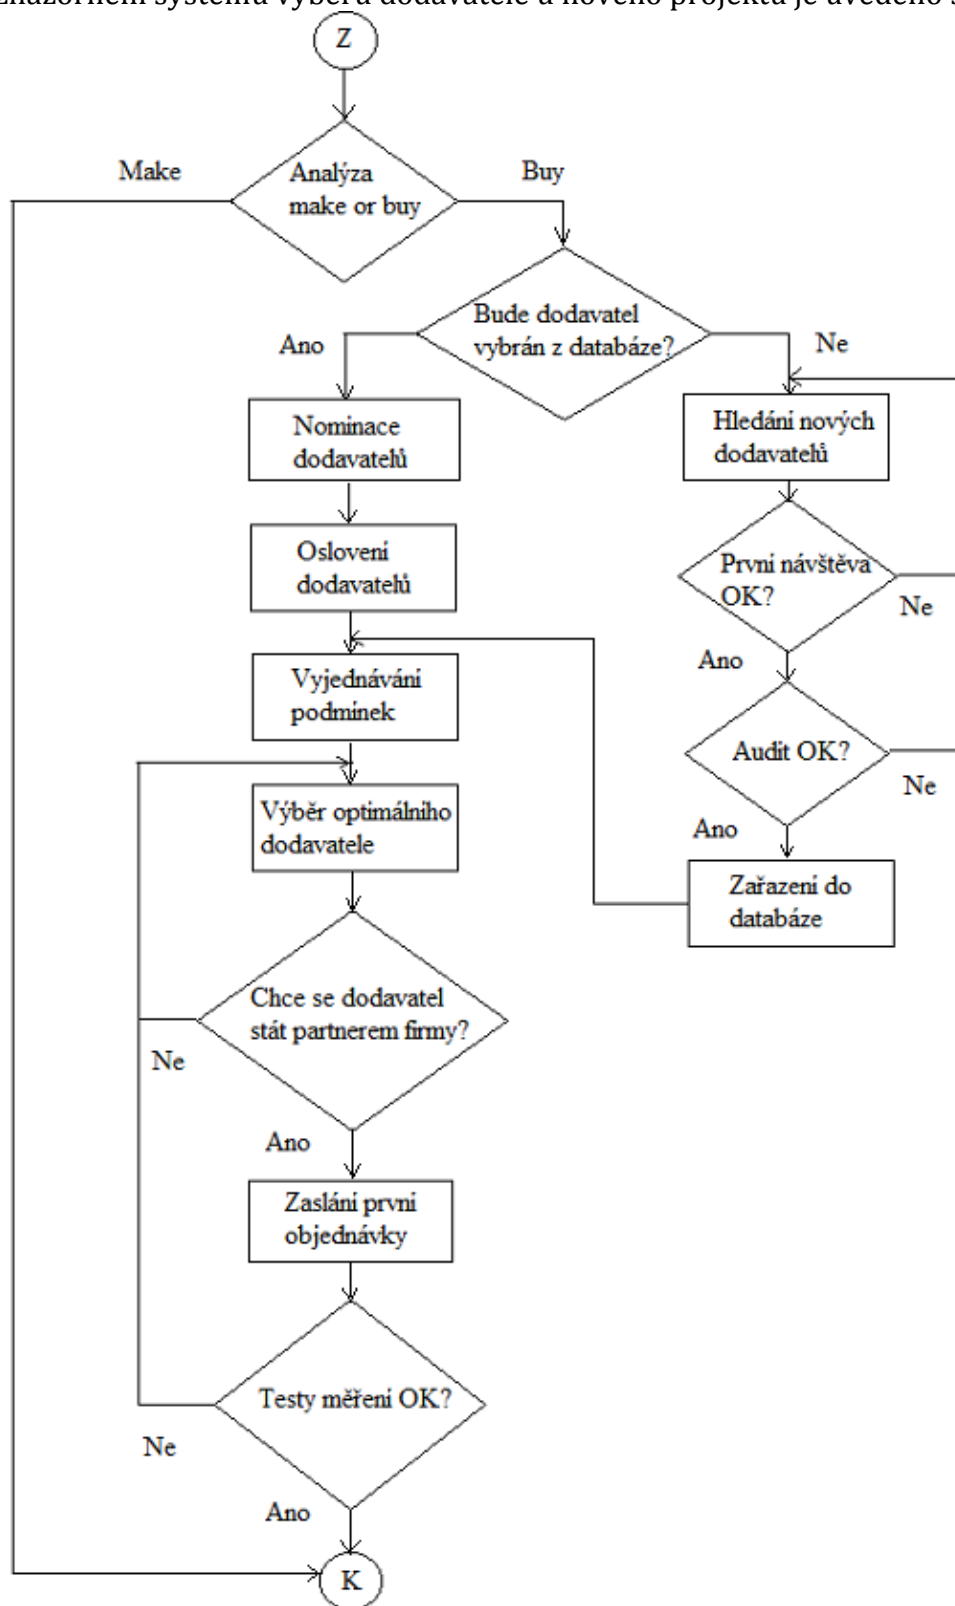 znázornění systému výběru dodavatele u nového projektu je uvedeno
Z
Make
Analýza
make or buy
Buy
Bude dodavatel
vybrán z databáze?
Ano
Ne
Nominace
dodavatelů
Hledání nových
dodavatelů
Oslovení
dodavatelů
První návštěva
OK?
Ne
Ano
Vyjednávání
podmínek
Audit OK?
Ne
Ano
Výběr optimálního
dodavatele
Zařazení do
databáze
Chce se dodavatel
stát partnerem firmy?
Ne
Ano
Zaslání první
objednávky
Testy měření OK?
Ne
Ano
K